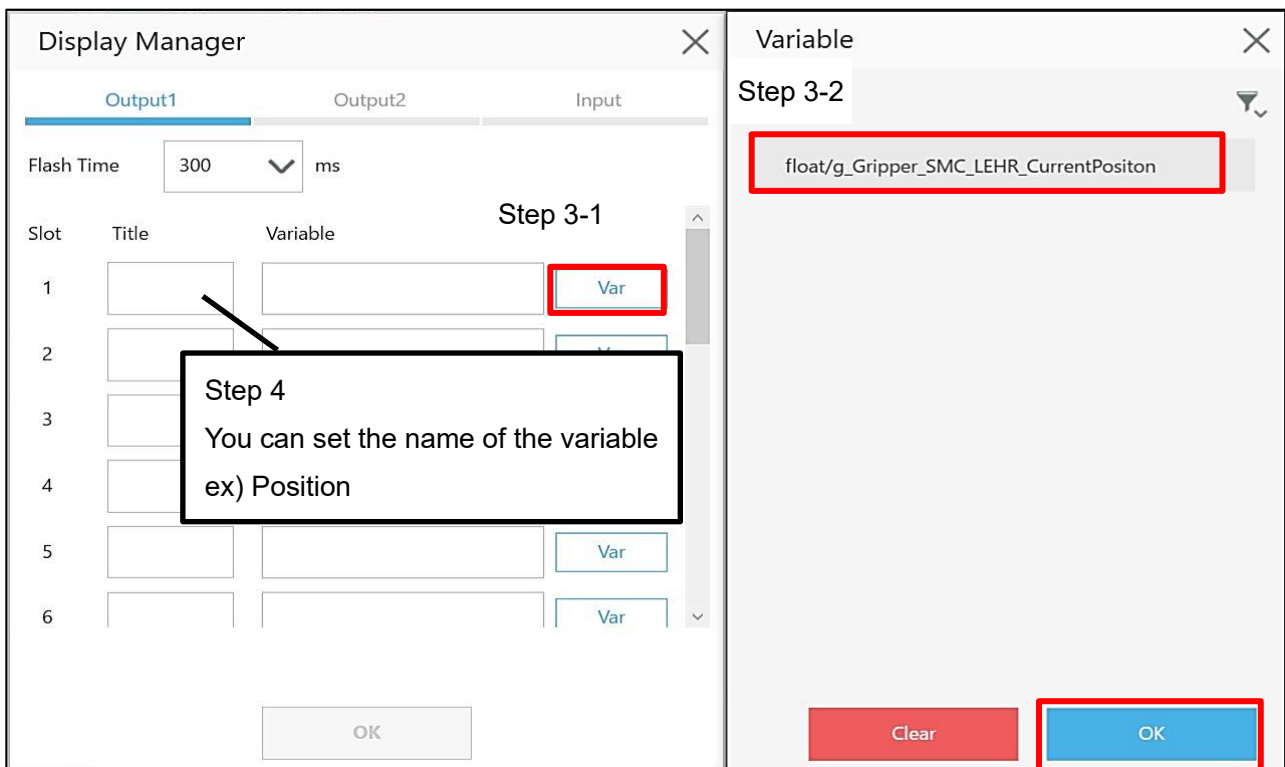 Display Manager
Output1 Output2 Input
Flash Time 300 ms
Step 3-1
Slot Title Variable
1 Var
2
3
4
Step 4
You can set the name of the variable
ex) Position
5 Var
6 Var
OK
Variable
Step 3-2
float/g_Gripper_SMC_LEHR_CurrentPositon
Clear OK